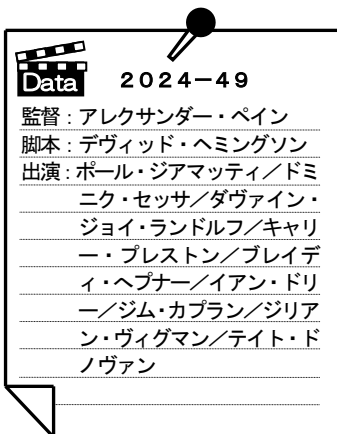 Data
2024-49
監督：アレクサンダー・ペイン
脚本：デヴィッド・ヘミングソン
出演：ポール・ジアマッティ／ドミ
ニク・セッサ／ダヴァイン・
ジョイ・ランドルフ／キャリ
ー・プレストン／ブレイデ
ィ・ヘプナー／イアン・ドリ
ー／ジム・カプラン／ジリア
ン・ヴィグマン／テイト・ド
ノヴァン